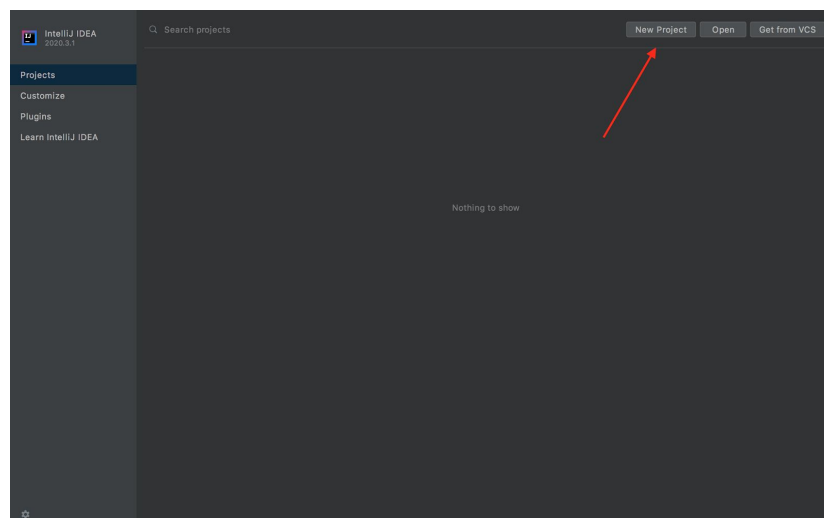 IntelliJ IDEA
2020.3.1
Search projects
New Project
Open
Get from VCS
Projects
Customize
Plugins
Learn IntelliJ IDEA
Nothing to show